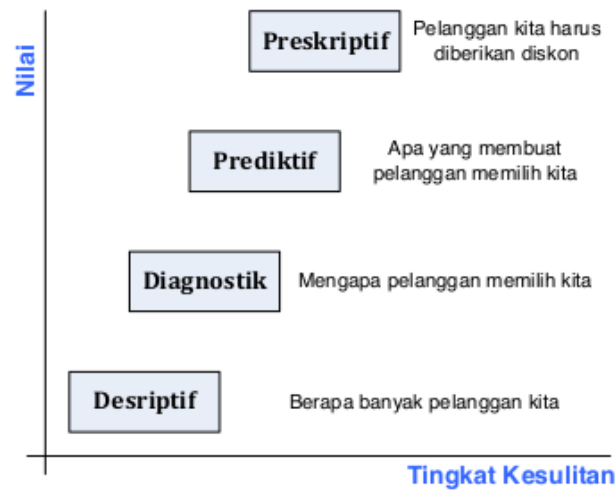 Nilai
Preskriptif
Pelanggan kita harus
diberikan diskon
Prediktif
Apa yang membuat
pelanggan memilih kita
Diagnostik
Mengapa pelanggan memilih kita
Desriptif
Berapa banyak pelanggan kita
Tingkat Kesulitan